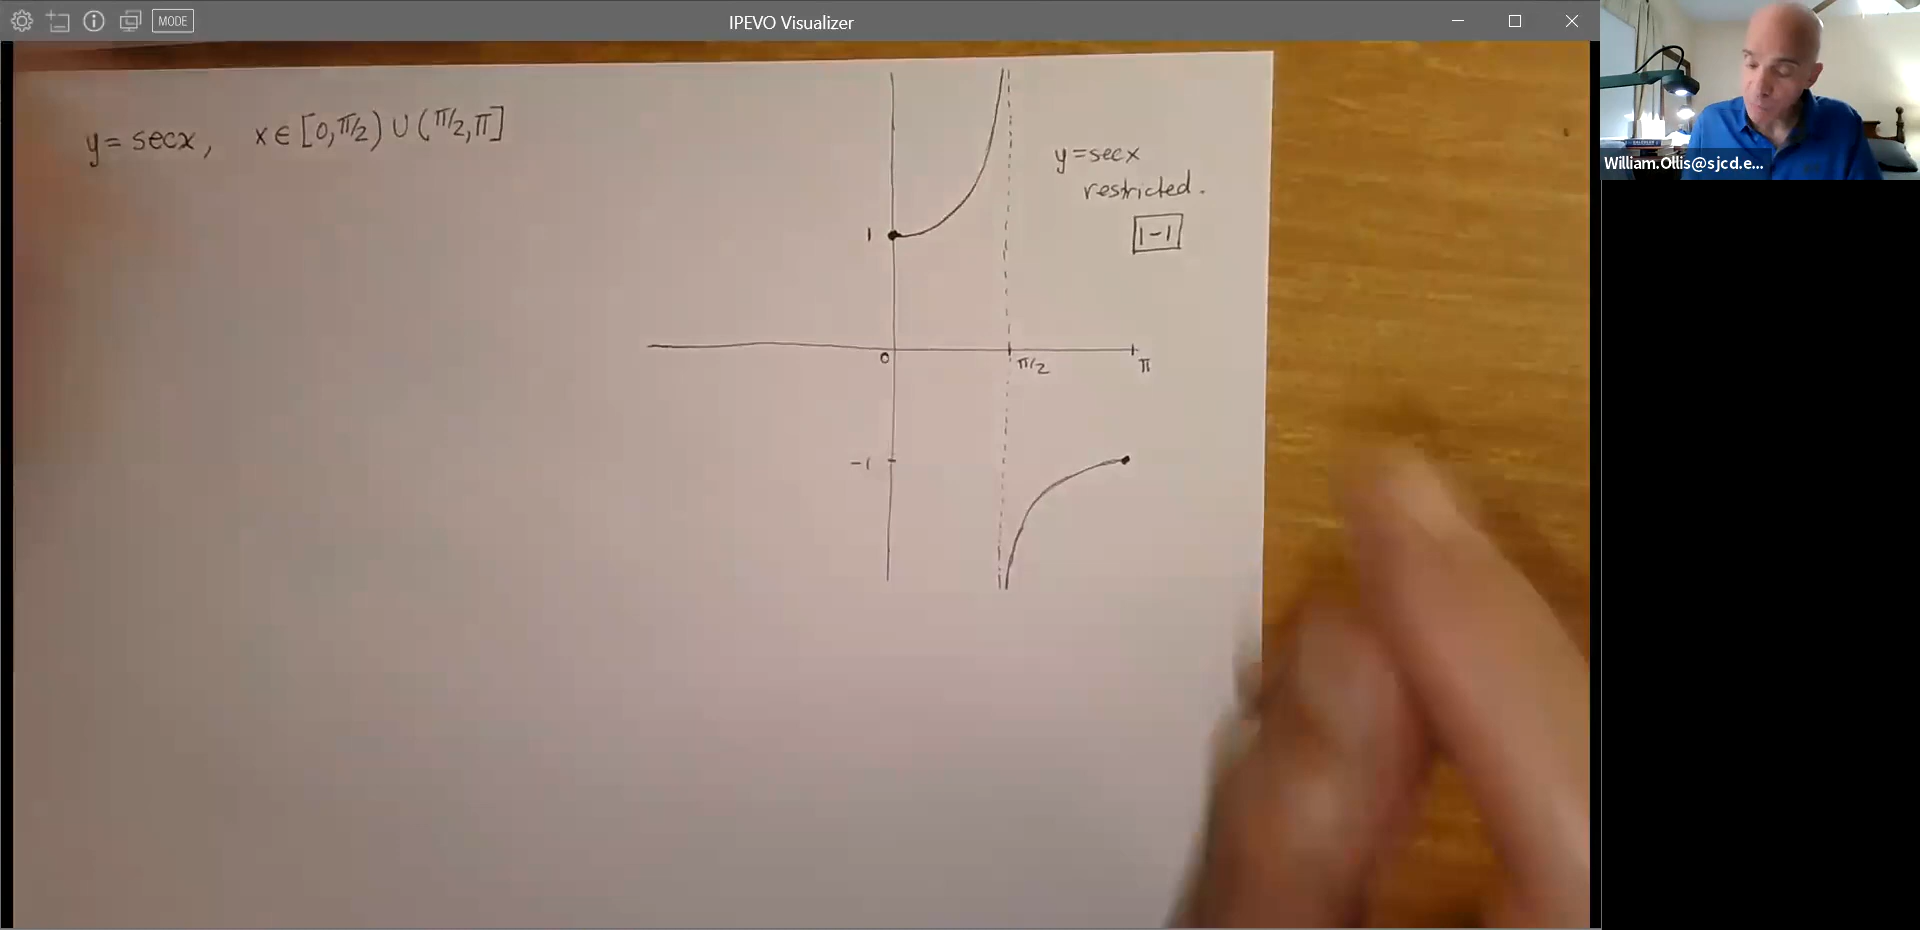 MODE
IPEVO Visualizer
y = secx, x ∈ [0, π/2) ∪ (π/2, π]
y = secx
restricted.
1-1
1
0
π/2
π
-1
William.Ollis@sjcd.e...